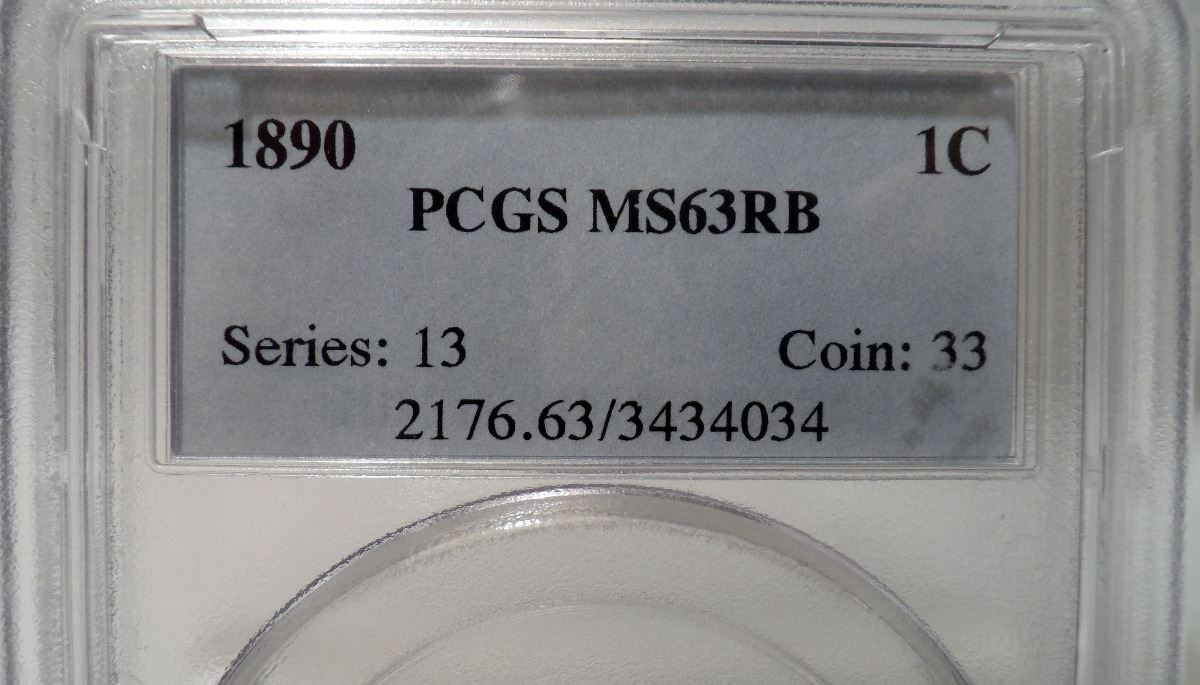 1890 1C
PCGS MS63RB
Series: 13 Coin: 33
2176.63/3434034